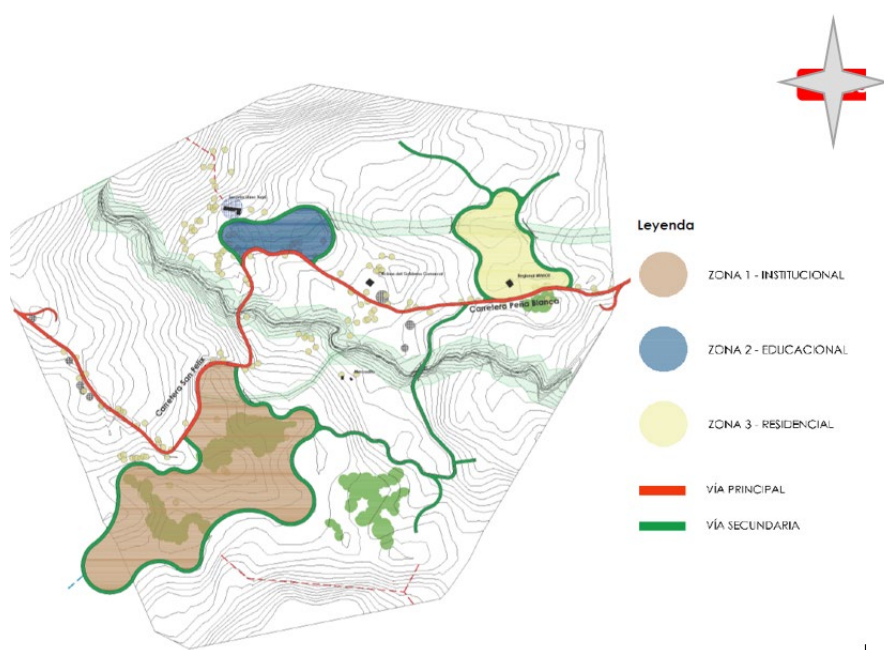 Carretera Peña Blanca
Carretera San Felix
Leyenda
ZONA 1 - INSTITUCIONAL
ZONA 2 - EDUCACIONAL
ZONA 3 - RESIDENCIAL
VÍA PRINCIPAL
VÍA SECUNDARIA